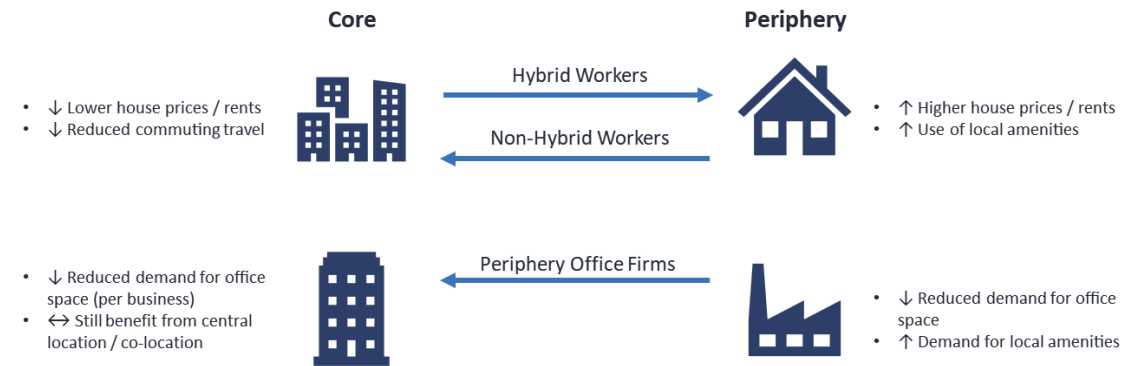 Core
Periphery
Hybrid Workers
• ↓ Lower house prices / rents
• ↓ Reduced commuting travel
Non-Hybrid Workers
• ↑ Higher house prices / rents
• ↑ Use of local amenities
Periphery Office Firms
• ↓ Reduced demand for office
space (per business)
• ↔ Still benefit from central
location / co-location
• ↓ Reduced demand for office
space
• ↑ Demand for local amenities